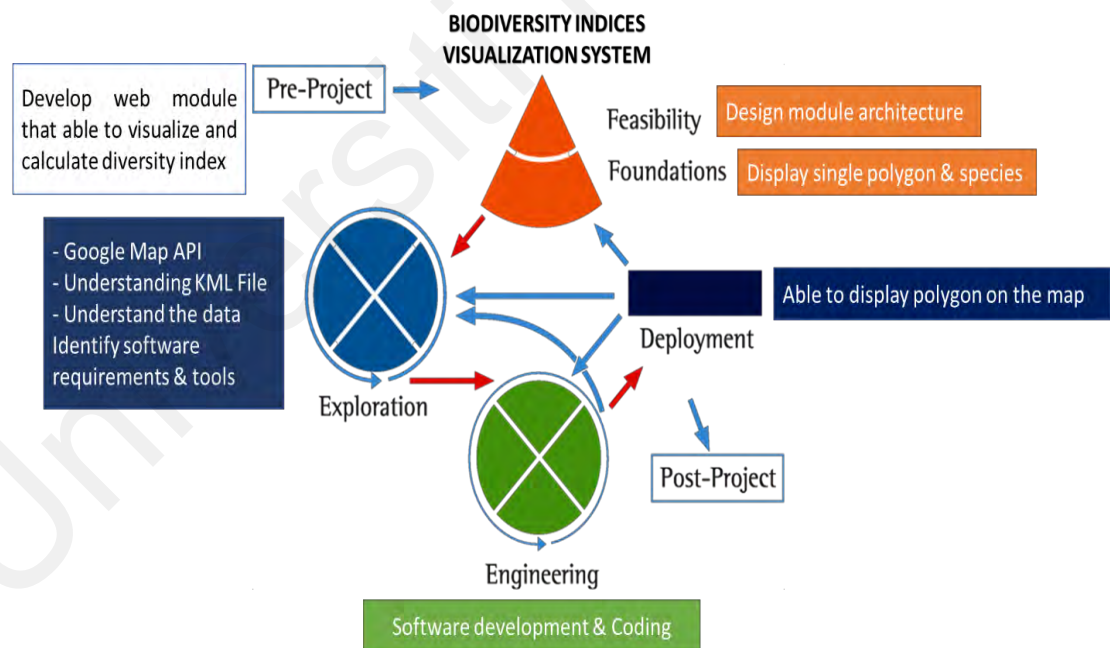 BIODIVERSITY INDICES
VISUALIZATION SYSTEM
Develop web module
that able to visualize and
calculate diversity index
Pre-Project
Feasibility
Design module architecture
Foundations
Display single polygon & species
- Google Map API
- Understanding KML File
- Understand the data
Identify software
requirements & tools
Exploration
Able to display polygon on the map
Deployment
Post-Project
Engineering
Software development & Coding